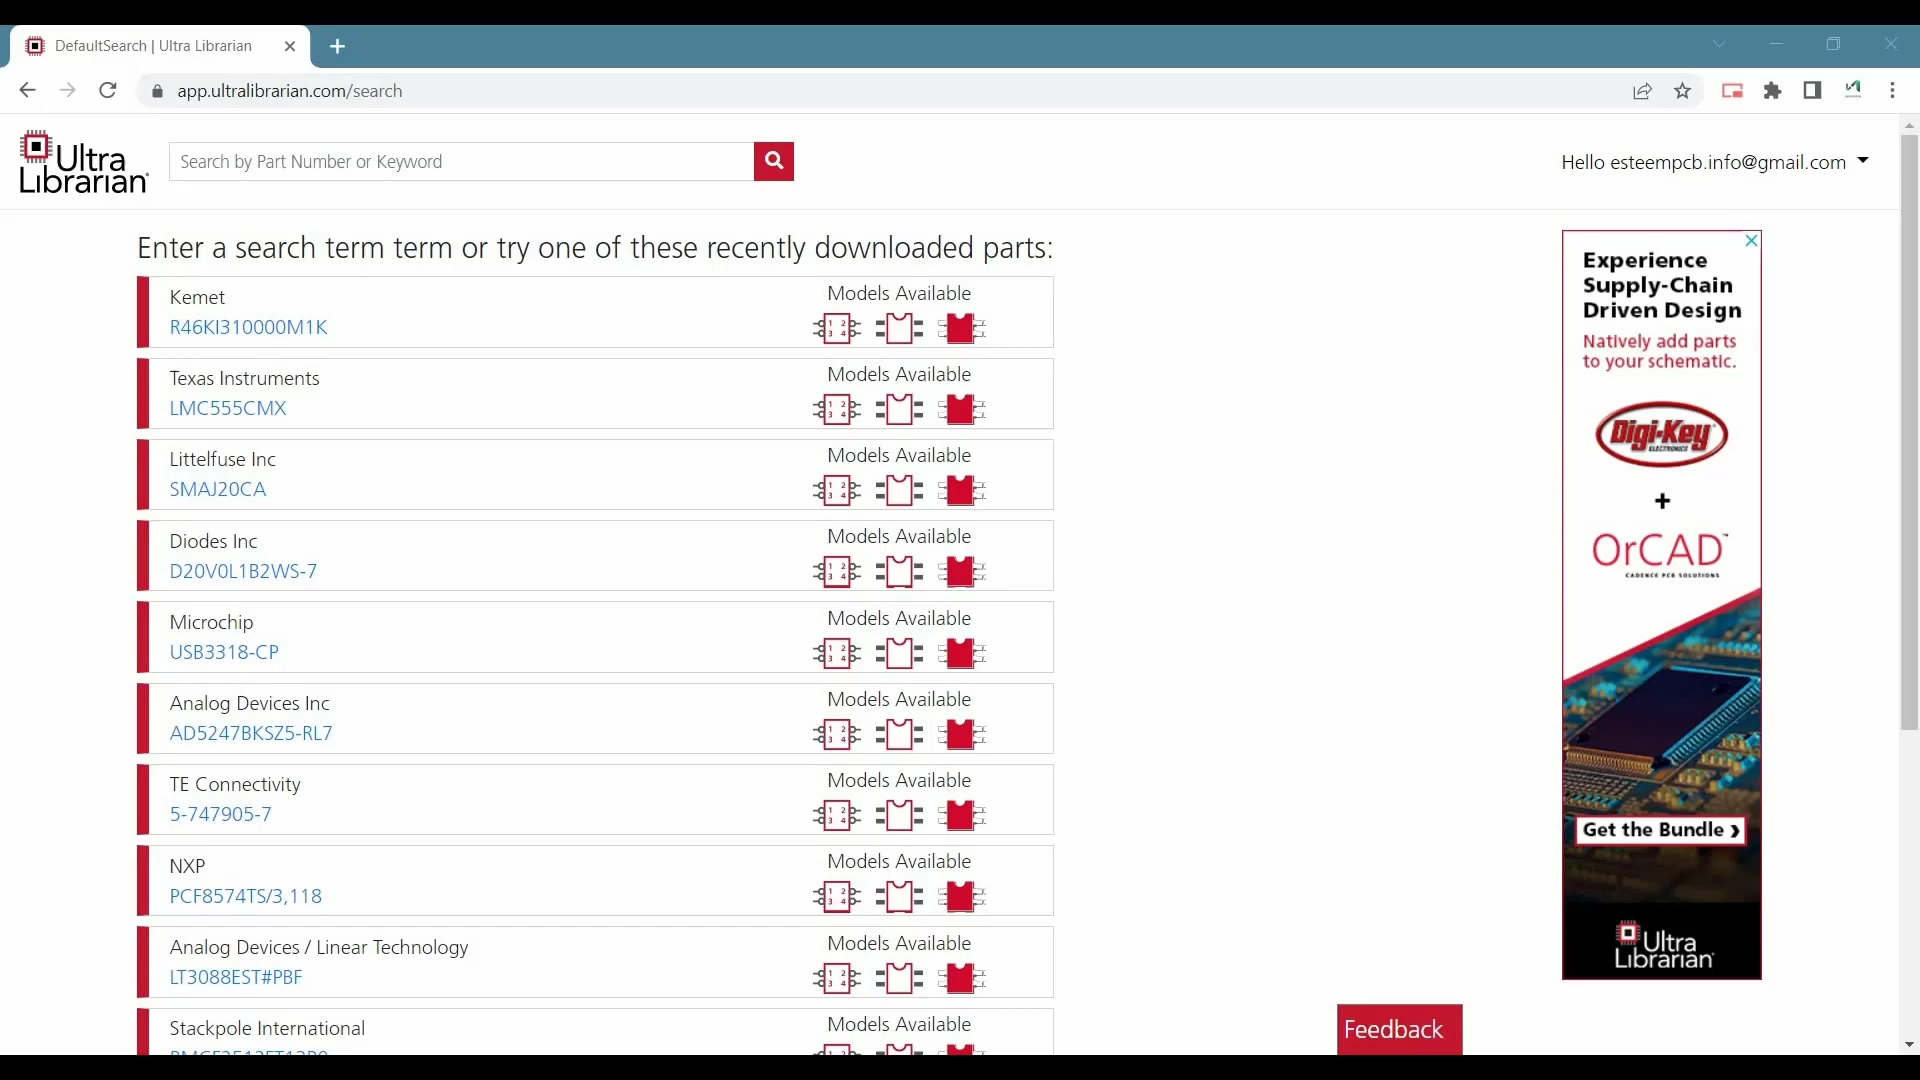 DefaultSearch | Ultra Librarian
app.ultralibrarian.com/search
Ultra
Librarian
Search by Part Number or Keyword
Hello esteempcb.info@gmail.com
Enter a search term term or try one of these recently downloaded parts:
Kemet
R46KI310000M1K
Models Available
Texas Instruments
LMC555CMX
Models Available
Littelfuse Inc
SMAJ20CA
Models Available
Diodes Inc
D20V0L1B2WS-7
Models Available
Microchip
USB3318-CP
Models Available
Analog Devices Inc
AD5247BKSZ5-RL7
Models Available
TE Connectivity
5-747905-7
Models Available
NXP
PCF8574TS/3,118
Models Available
Analog Devices / Linear Technology
LT3088EST#PBF
Models Available
Stackpole International
Models Available
Experience
Supply-Chain
Driven Design
Natively add parts
to your schematic.
Digi-Key
ELECTRONICS
+
OrCAD™
CADENCE PCB SOLUTIONS
Get the Bundle ❯
Ultra
Librarian
Feedback